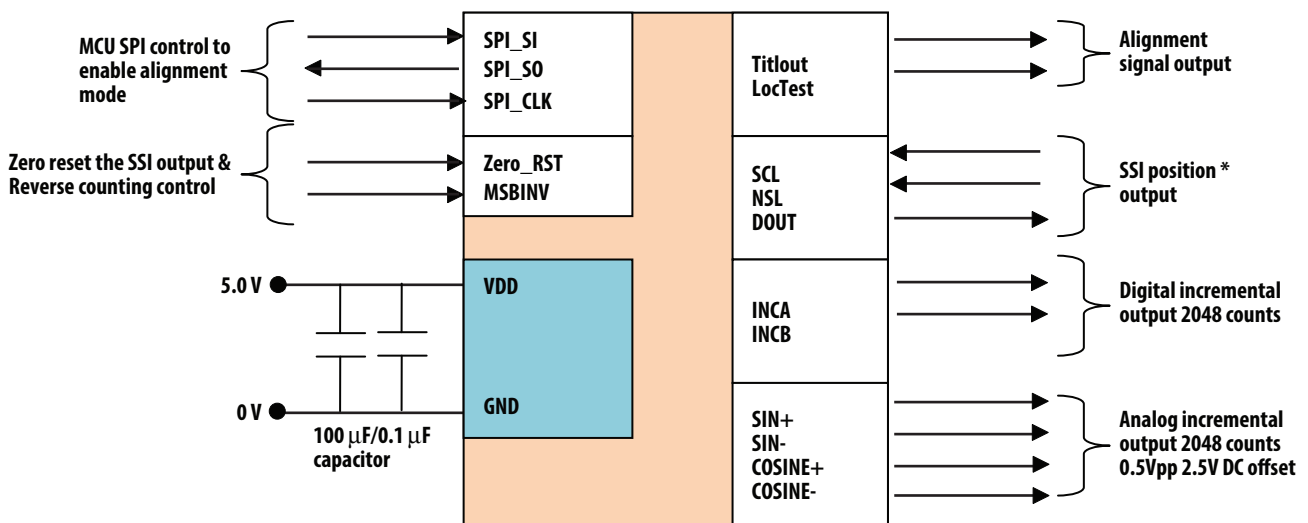 MCU SPI control to
enable alignment
mode
SPI_SI
SPI_SO
SPI_CLK
Zero reset the SSI output &
Reverse counting control
Zero_RST
MSBINV
5.0 V
VDD
0 V
GND
100 μF/0.1 μF
capacitor
Titlout
LocTest
Alignment
signal output
SCL
NSL
DOUT
SSI position *
output
INCA
INCB
Digital incremental
output 2048 counts
SIN+
SIN-
COSINE+
COSINE-
Analog incremental
output 2048 counts
0.5Vpp 2.5V DC offset